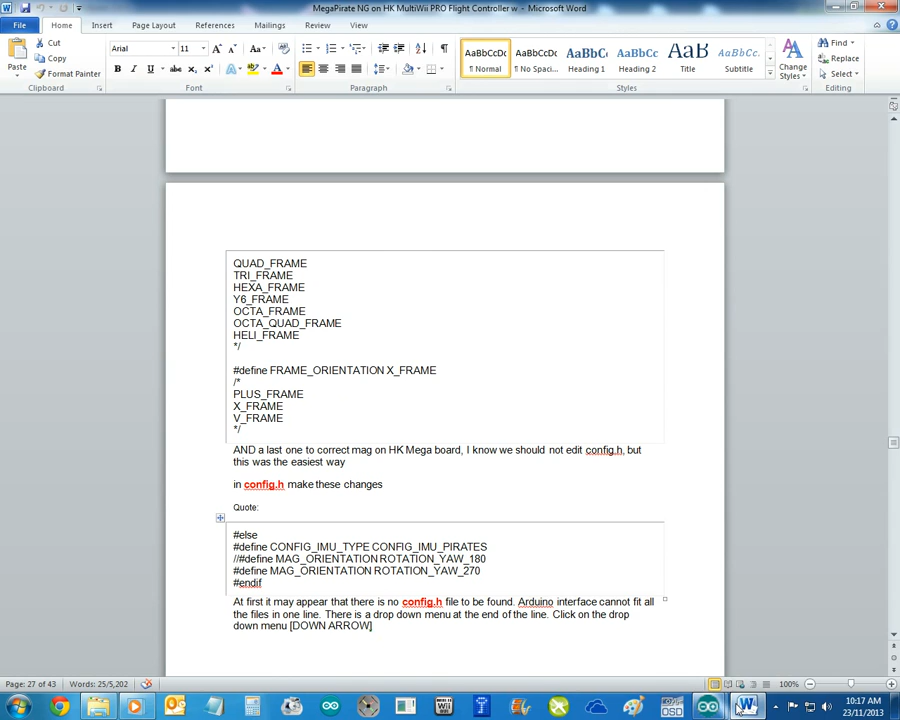 MegaPirate NG on HK MultiWii PRO Flight Controller w - Microsoft Word
File Home Insert Page Layout References Mailings Review View
Cut
Copy
Format Painter
Paste
Clipboard
Arial 11
Font
Paragraph
AaBbCcDc AaBbCcDc AaBbCc AaBbCc AaB AaBbCc.
¶ Normal ¶ No Spaci... Heading 1 Heading 2 Title Subtitle
Change Styles
Styles
Find
Replace
Select
Editing
QUAD_FRAME
TRI_FRAME
HEXA_FRAME
Y6_FRAME
OCTA_FRAME
OCTA_QUAD_FRAME
HELI_FRAME
*/
#define FRAME_ORIENTATION X_FRAME
/*
PLUS_FRAME
X_FRAME
V_FRAME
*/
AND a last one to correct mag on HK Mega board, I know we should not edit config.h, but
this was the easiest way
in config.h make these changes
Quote:
#else
#define CONFIG_IMU_TYPE CONFIG_IMU_PIRATES
//#define MAG_ORIENTATION ROTATION_YAW_180
#define MAG_ORIENTATION ROTATION_YAW_270
#endif
At first it may appear that there is no config.h file to be found. Arduino interface cannot fit all
the files in one line. There is a drop down menu at the end of the line. Click on the drop
down menu [DOWN ARROW]
Page: 27 of 43 Words: 25/5,202 100%
10:17 AM
23/11/2013